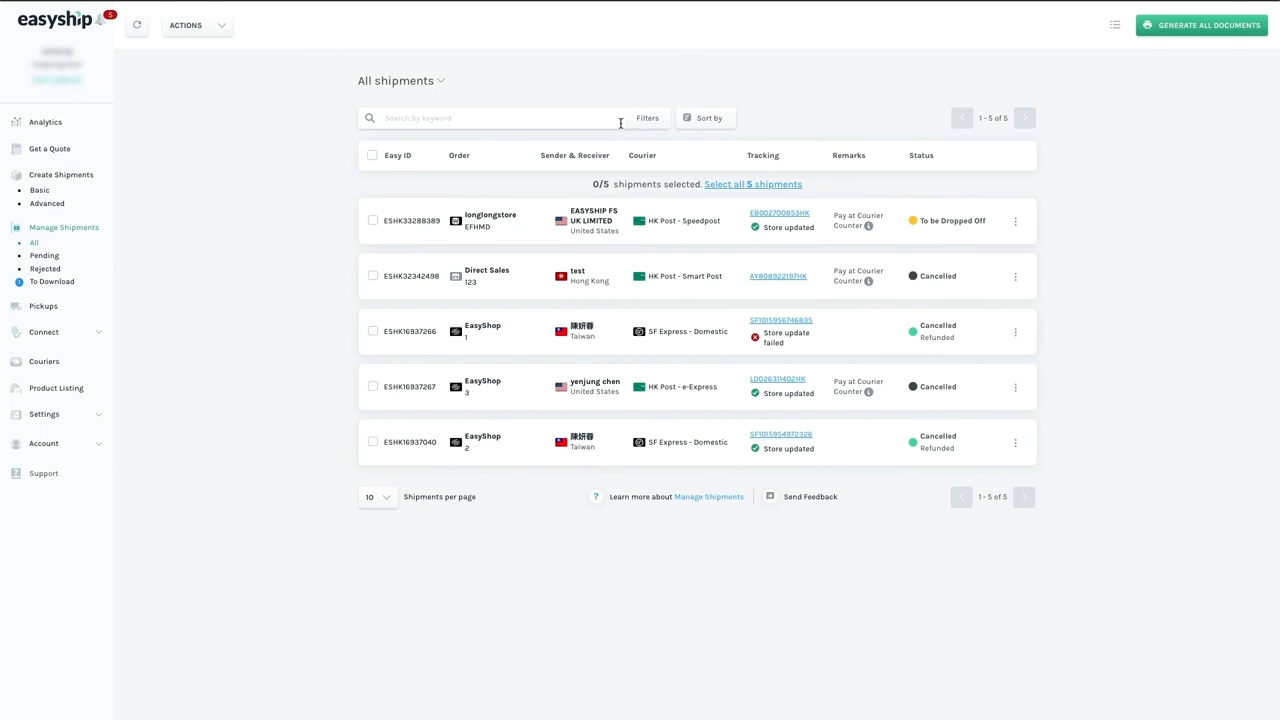 easyship
5
ACTIONS
GENERATE ALL DOCUMENTS
Analytics
Get a Quote
Create Shipments
Basic
Advanced
Manage Shipments
All
Pending
Rejected
To Download
Pickups
Connect
Couriers
Product Listing
Settings
Account
Support
All shipments
Search by keyword
Filters
Sort by
1 - 5 of 5
Easy ID Order Sender & Receiver Courier Tracking Remarks Status
0/5 shipments selected. Select all 5 shipments
ESHK33288389
longlongstore
EFHMD
EASYSHIP FS
UK LIMITED
United States
HK Post - Speedpost
EB002700853HK
Store updated
Pay at Courier
Counter
To be Dropped Off
ESHK32342498
Direct Sales
123
test
Hong Kong
HK Post - Smart Post
AY808922197HK
Pay at Courier
Counter
Cancelled
ESHK16937266
EasyShop
1
陳妍蓉
Taiwan
SF Express - Domestic
SF1015956746835
Store update
failed
Cancelled
Refunded
ESHK16937267
EasyShop
3
yenjung chen
United States
HK Post - e-Express
LD026311402HK
Store updated
Pay at Courier
Counter
Cancelled
ESHK16937040
EasyShop
2
陳妍蓉
Taiwan
SF Express - Domestic
SF1015954972326
Store updated
Cancelled
Refunded
10 Shipments per page
? Learn more about Manage Shipments
Send Feedback
1 - 5 of 5